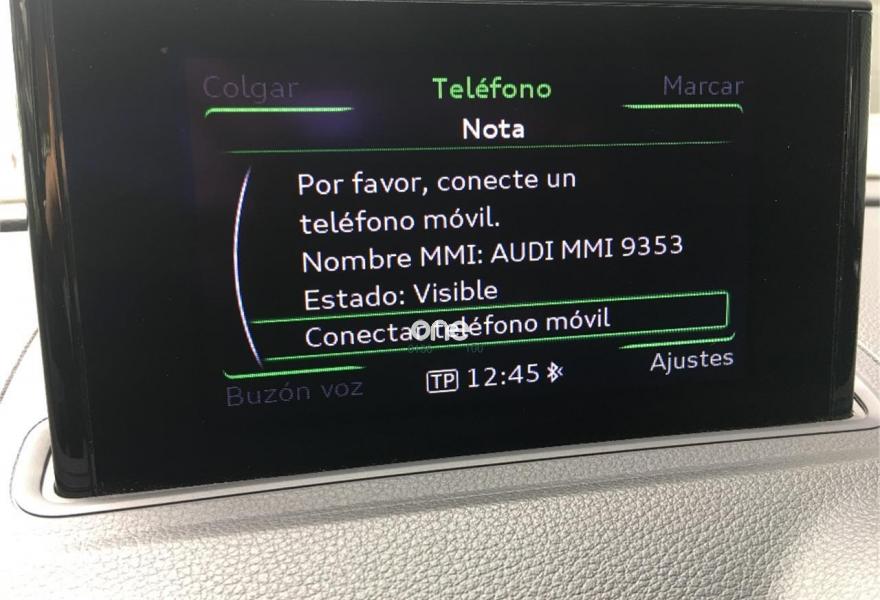 Colgar
Teléfono
Marcar
Nota
Por favor, conecte un
teléfono móvil.
Nombre MMI: AUDI MMI 9353
Estado: Visible
Conectar teléfono móvil
one
Ajustes
Buzón voz
TP 12:45